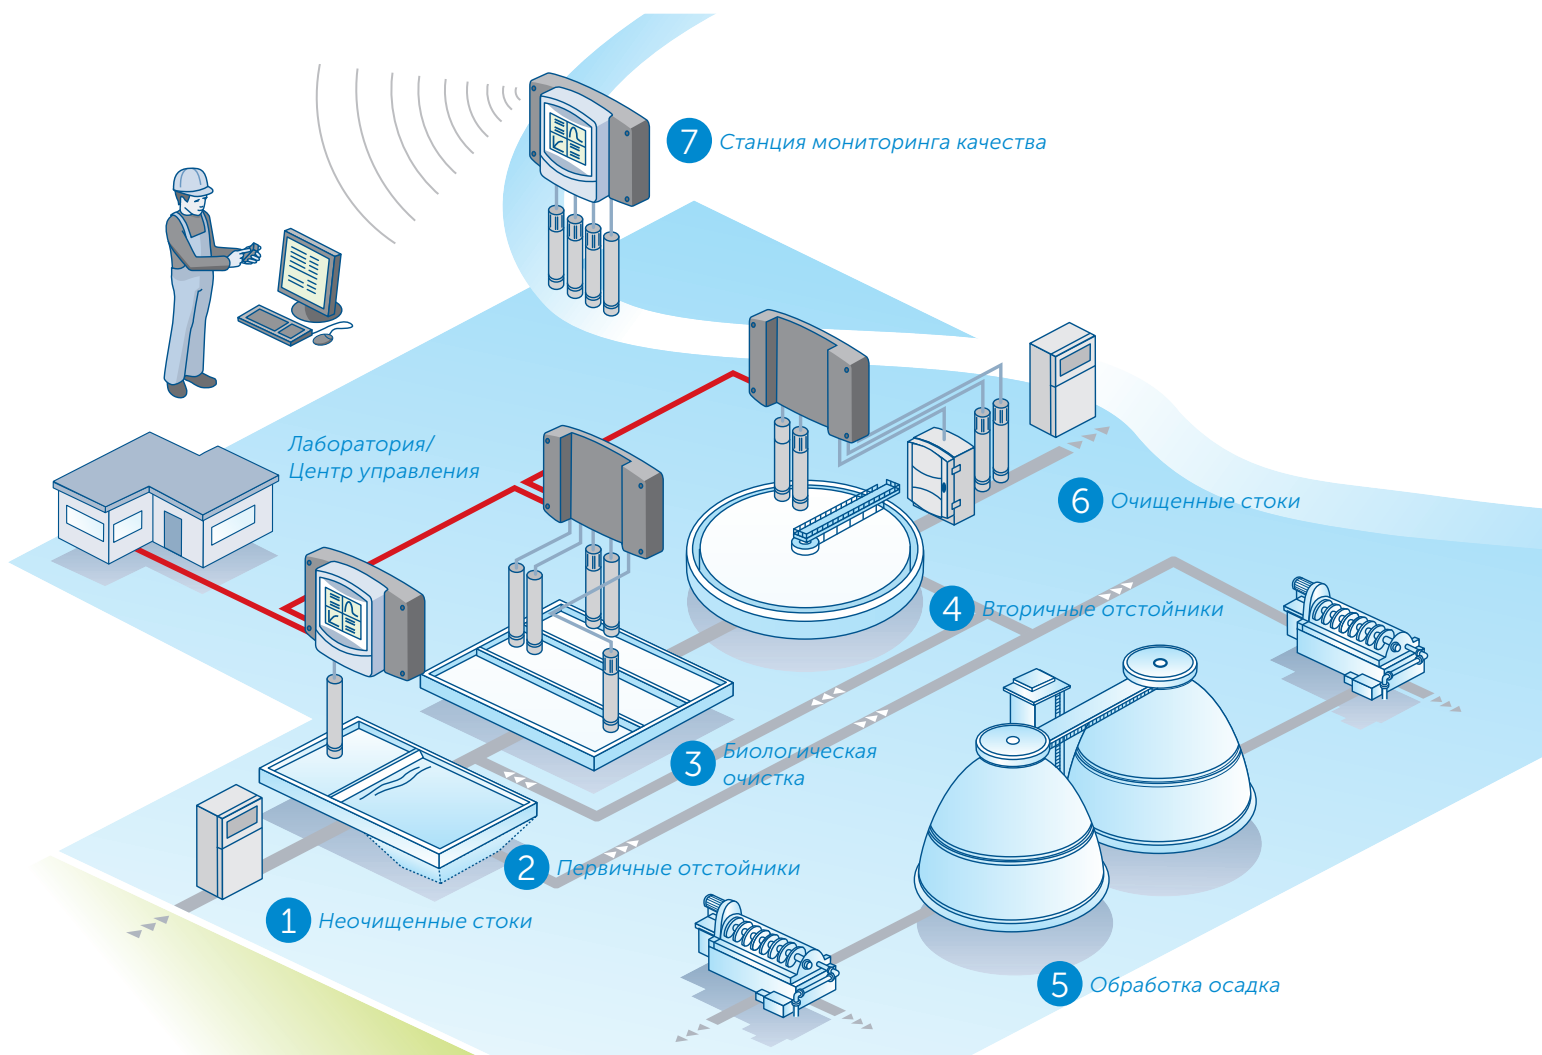 7 Станция мониторинга качества
Лаборатория/
Центр управления
6 Очищенные стоки
4 Вторичные отстойники
3 Биологическая
очистка
2 Первичные отстойники
1 Неочищенные стоки
5 Обработка осадка